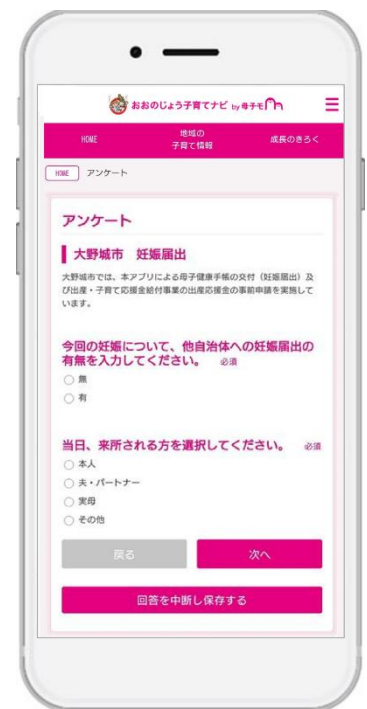 おおのじょう子育てナビ by 母子モ
HOME
地域の
子育て情報
成長のきろく
HOME アンケート
アンケート
大野城市 妊娠届出
大野城市では、本アプリによる母子健康手帳の交付（妊娠届出）及
び出産・子育て応援金給付事業の出産応援金の事前申請を実施して
います。
今回の妊娠について、他自治体への妊娠届出の
有無を入力してください。 必須
無
有
当日、来所される方を選択してください。 必須
本人
夫・パートナー
実母
その他
戻る
次へ
回答を中断し保存する